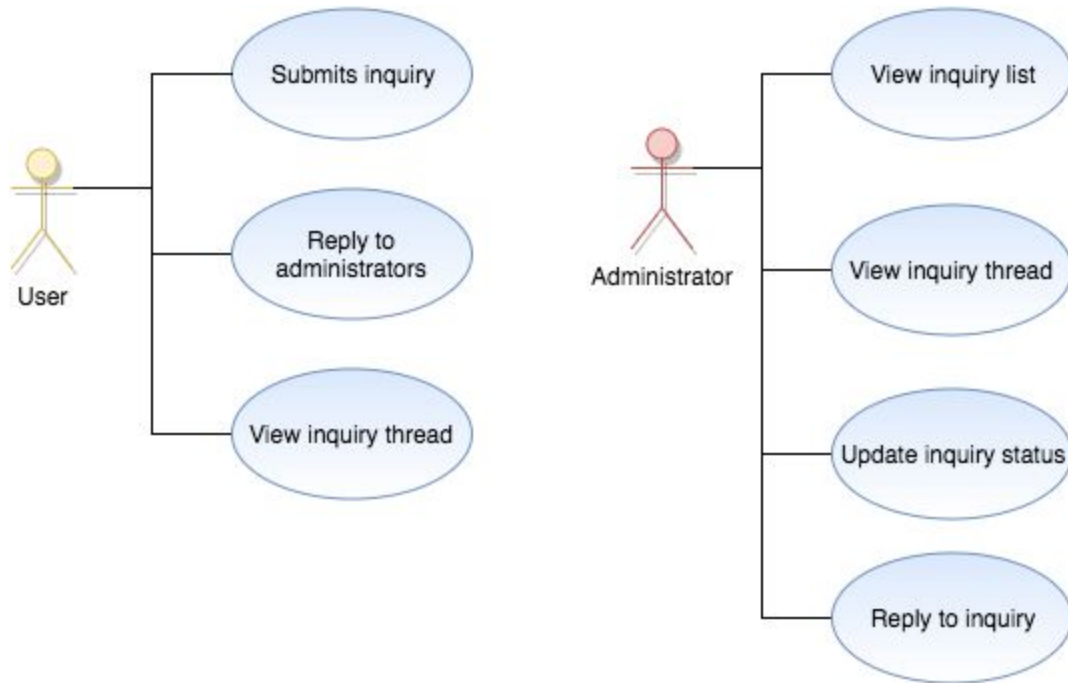 Submits inquiry
Reply to
administrators
User
View inquiry thread
View inquiry list
View inquiry thread
Administrator
Update inquiry status
Reply to inquiry